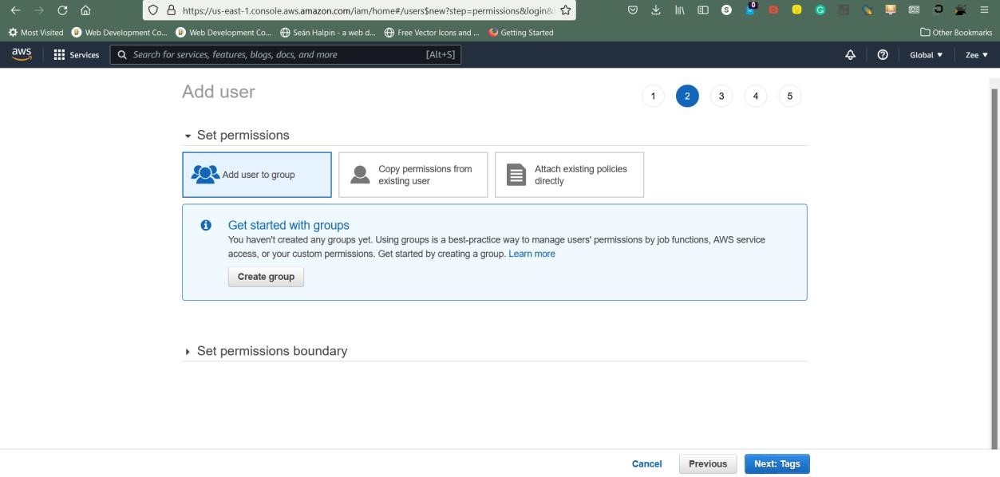 https://us-east-1.console.aws.amazon.com/iam/home#/users$new?step=permissions&login&
S
0
G
Most Visited
Web Development Co...
Web Development Co...
Seán Halpin - a web d...
Free Vector Icons and ...
Getting Started
Other Bookmarks
aws
Services
Search for services, features, blogs, docs, and more
[Alt+S]
Global
Zee
Add user
1
2
3
4
5
Set permissions
Add user to group
Copy permissions from
existing user
Attach existing policies
directly
Get started with groups
You haven't created any groups yet. Using groups is a best-practice way to manage users' permissions by job functions, AWS service
access, or your custom permissions. Get started by creating a group. Learn more
Create group
Set permissions boundary
Cancel
Previous
Next: Tags